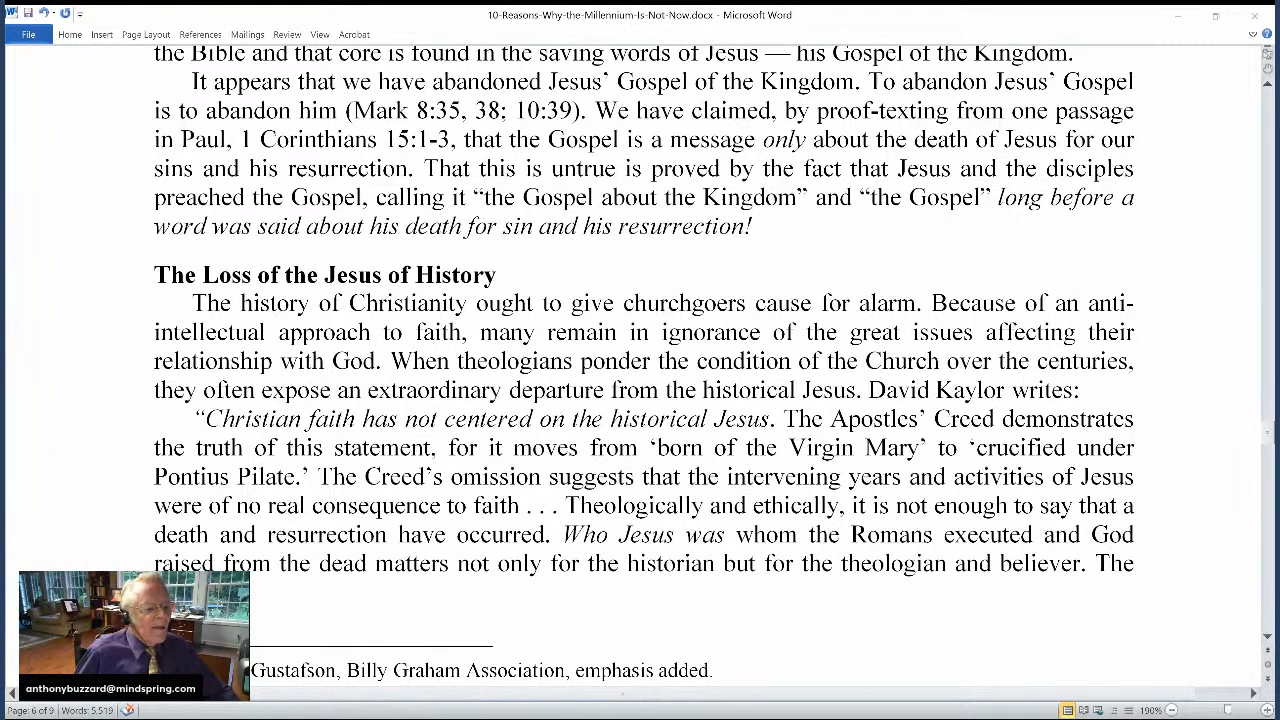 10-Reasons-Why-the-Millennium-Is-Not-Now.docx - Microsoft Word
File Home Insert Page Layout References Mailings Review View Acrobat
the Bible and that core is found in the saving words of Jesus — his Gospel of the Kingdom.
It appears that we have abandoned Jesus’ Gospel of the Kingdom. To abandon Jesus’ Gospel
is to abandon him (Mark 8:35, 38; 10:39). We have claimed, by proof-texting from one passage
in Paul, 1 Corinthians 15:1-3, that the Gospel is a message only about the death of Jesus for our
sins and his resurrection. That this is untrue is proved by the fact that Jesus and the disciples
preached the Gospel, calling it “the Gospel about the Kingdom” and “the Gospel” long before a
word was said about his death for sin and his resurrection!
The Loss of the Jesus of History
The history of Christianity ought to give churchgoers cause for alarm. Because of an anti-
intellectual approach to faith, many remain in ignorance of the great issues affecting their
relationship with God. When theologians ponder the condition of the Church over the centuries,
they often expose an extraordinary departure from the historical Jesus. David Kaylor writes:
“Christian faith has not centered on the historical Jesus. The Apostles’ Creed demonstrates
the truth of this statement, for it moves from ‘born of the Virgin Mary’ to ‘crucified under
Pontius Pilate.’ The Creed’s omission suggests that the intervening years and activities of Jesus
were of no real consequence to faith . . . Theologically and ethically, it is not enough to say that a
death and resurrection have occurred. Who Jesus was whom the Romans executed and God
raised from the dead matters not only for the historian but for the theologian and believer. The
Gustafson, Billy Graham Association, emphasis added.
anthonybuzzard@mindspring.com
Page: 6 of 9 Words: 5,519 190%